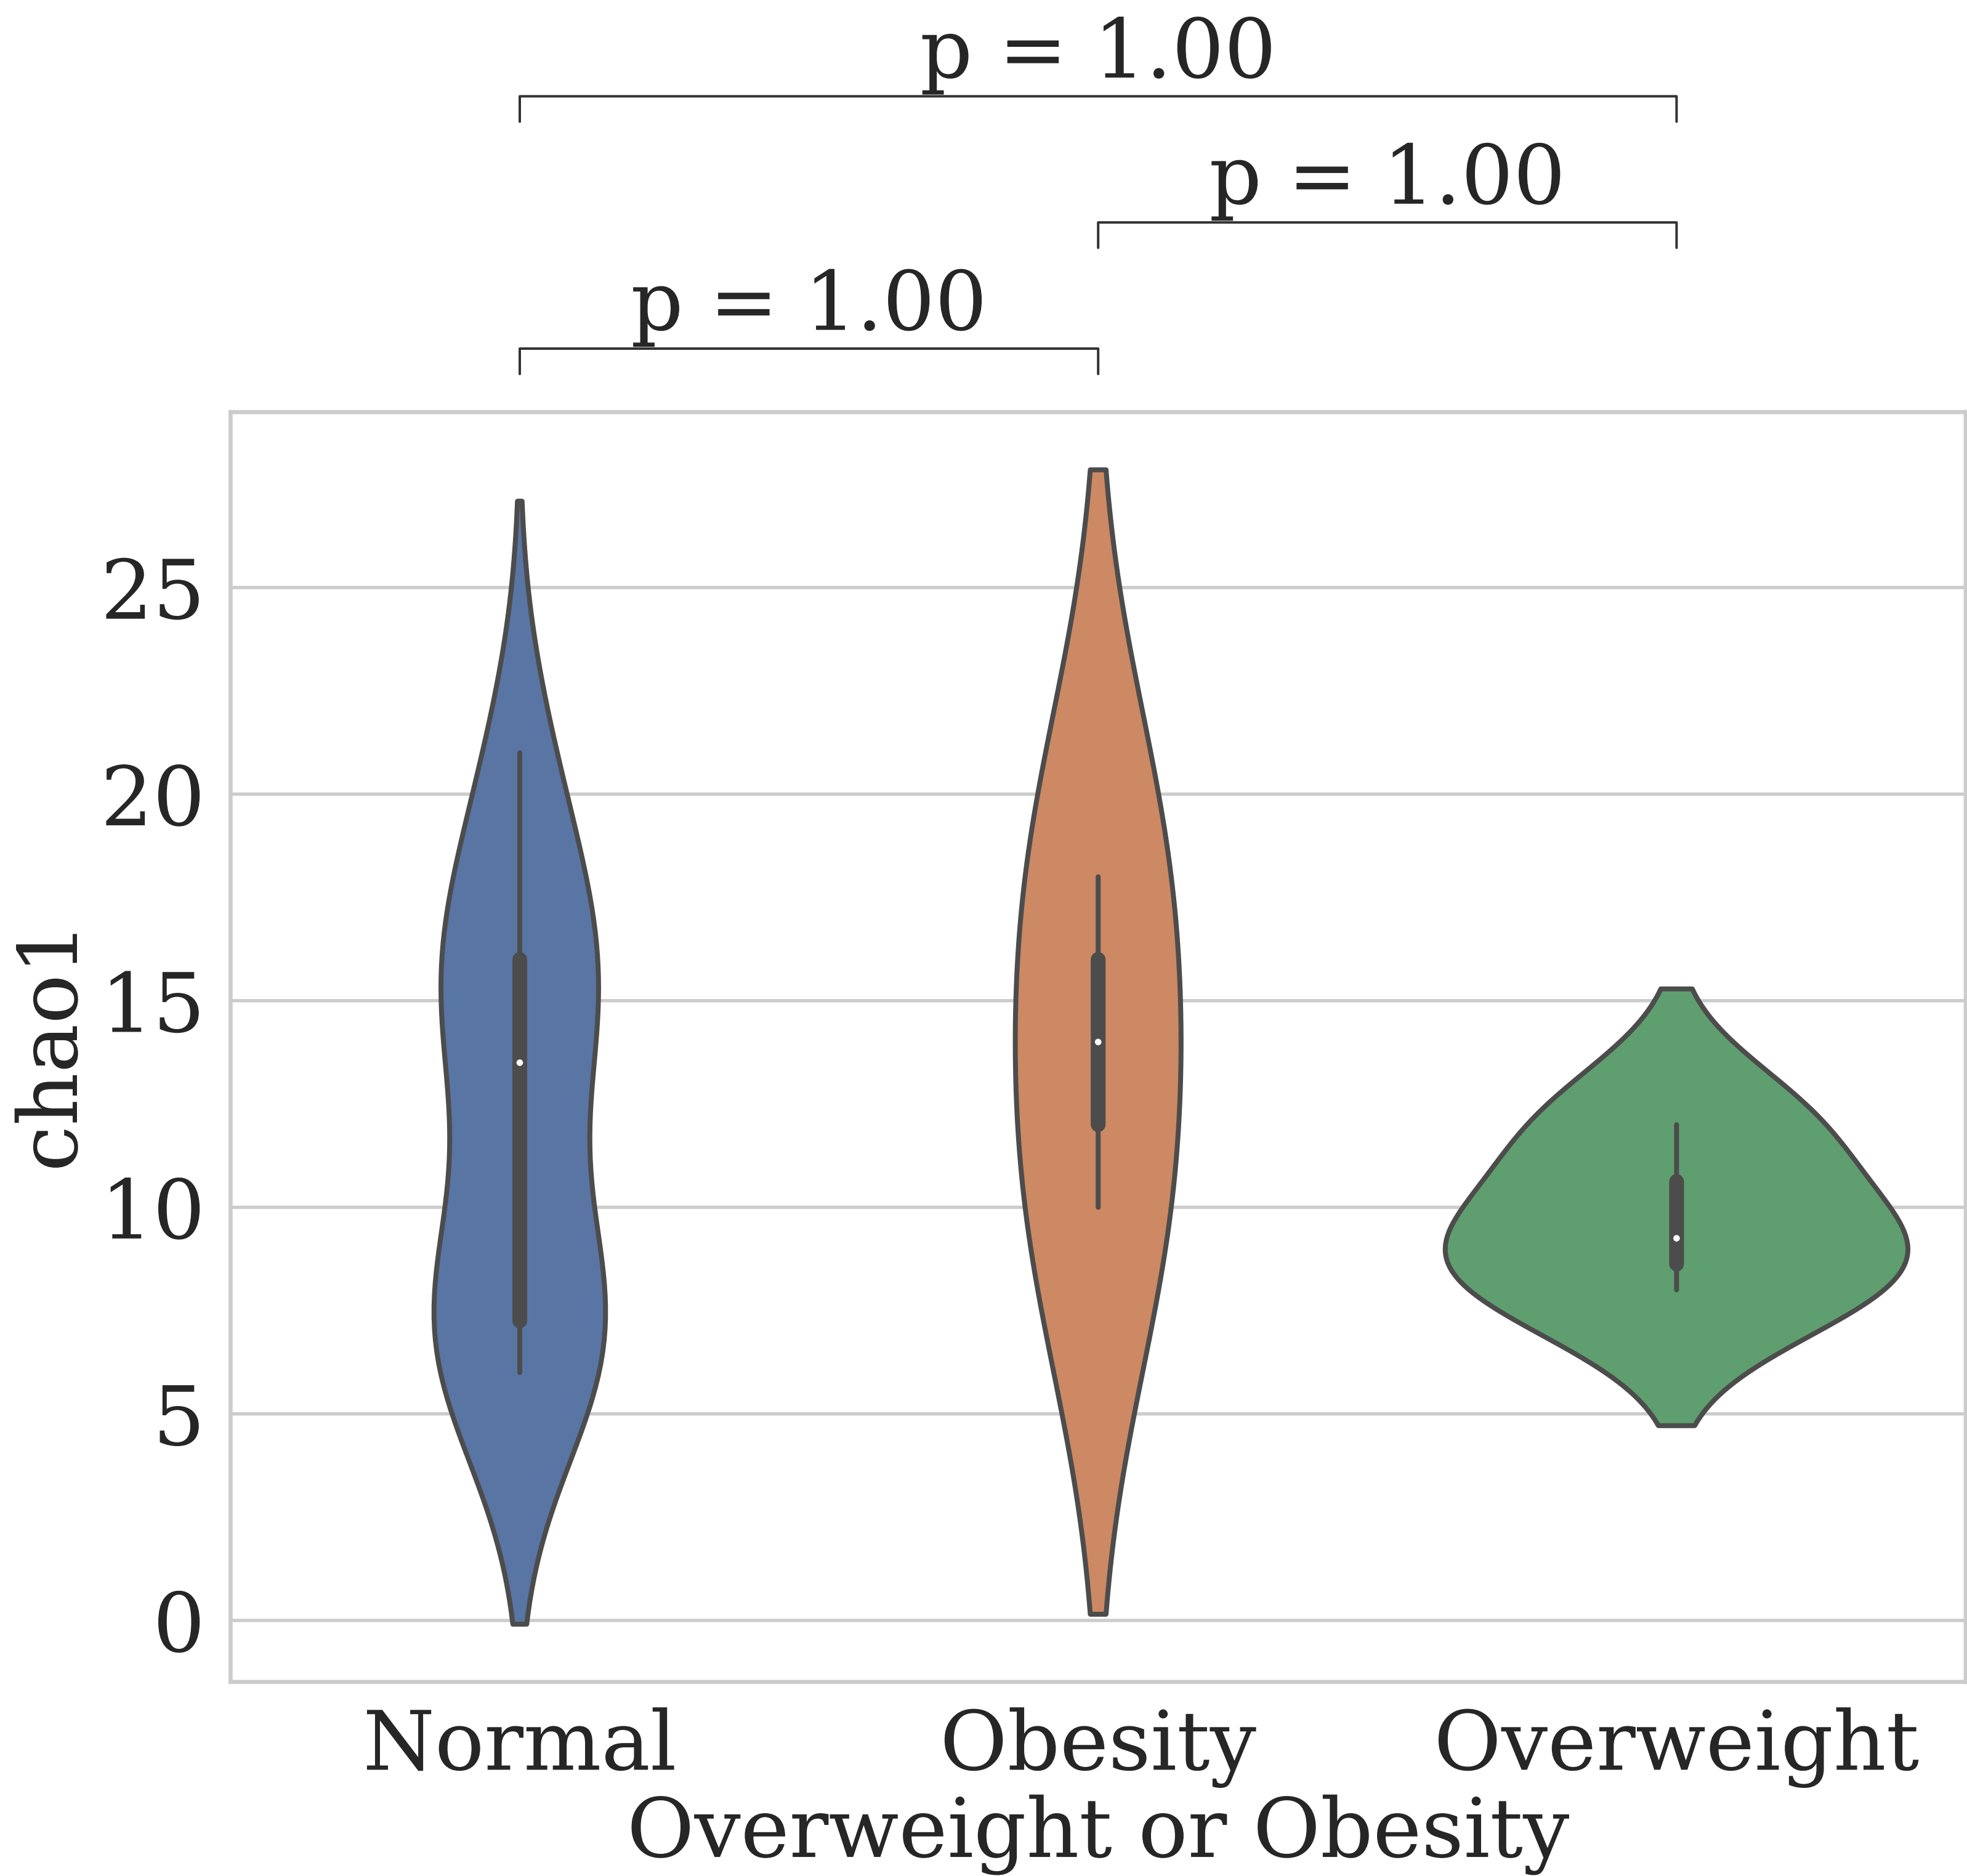 p = 1.00
p = 1.00
p = 1.00
25
20
15
10
5
0
chao1
Normal Obesity Overweight
Overweight or Obesity